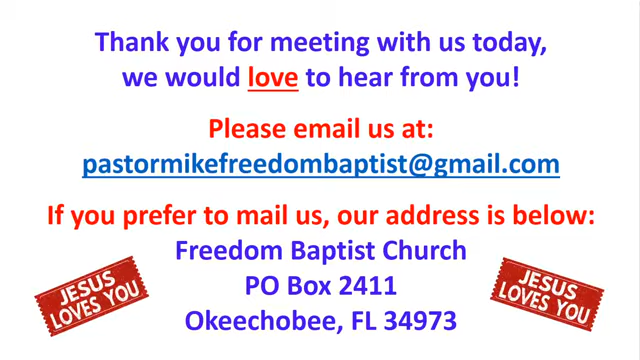 Thank you for meeting with us today,
we would love to hear from you!
Please email us at:
pastormikefreedombaptist@gmail.com
If you prefer to mail us, our address is below:
Freedom Baptist Church
PO Box 2411
Okeechobee, FL 34973
JESUS
LOVES YOU
JESUS
LOVES YOU